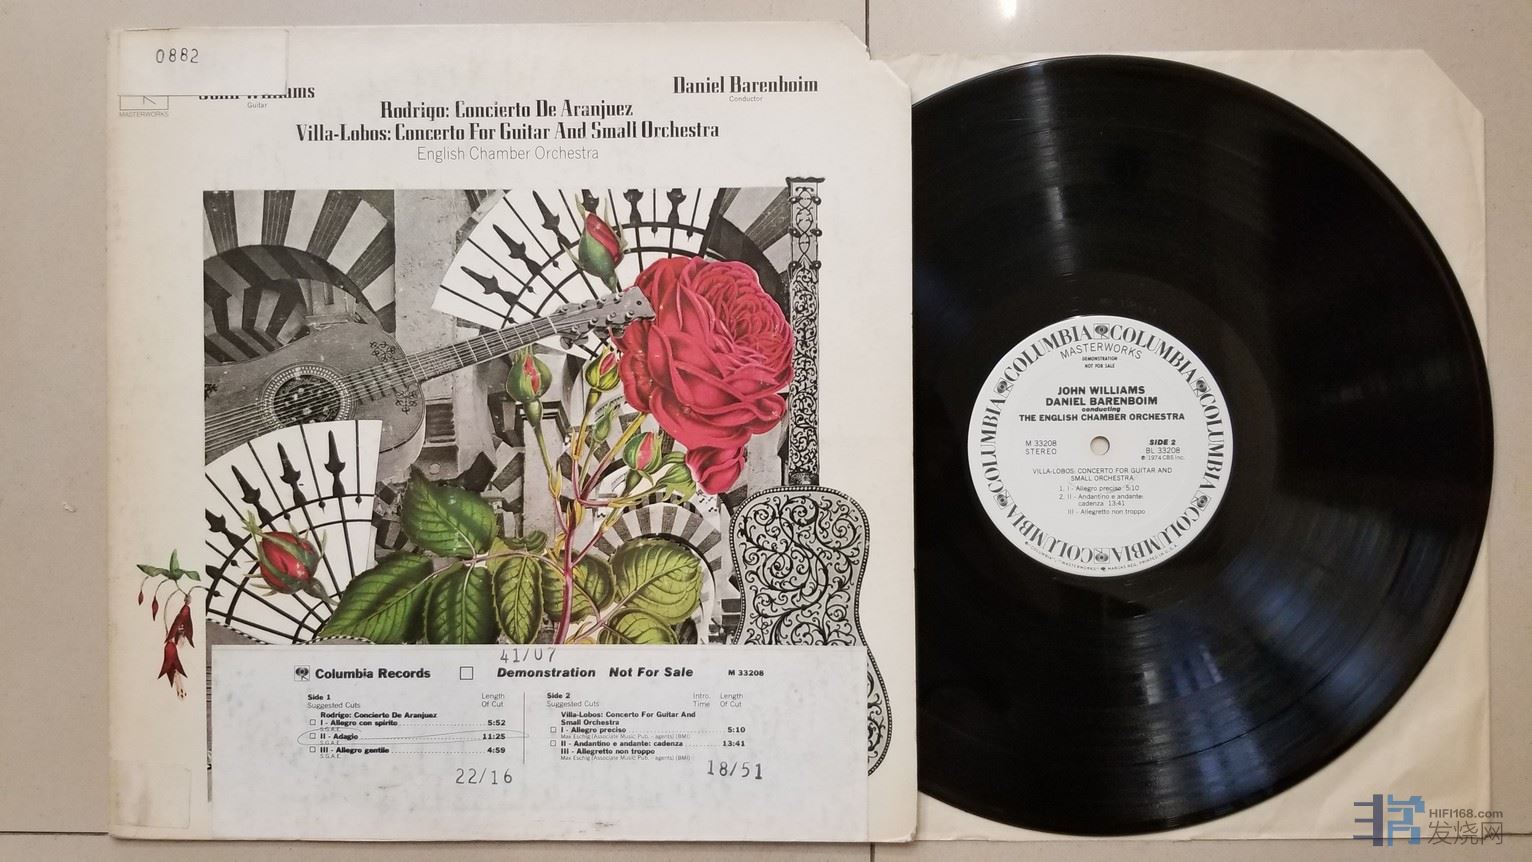 0882
MASTERWORKS
Guitar
Daniel Barenboim
Conductor
Rodrigo: Concierto De Aranjuez
Villa-Lobos: Concerto For Guitar And Small Orchestra
English Chamber Orchestra
41/07
Columbia Records
Demonstration Not For Sale
M 33208
Side 1
Suggested Cuts
Length Of Cut
Rodrigo: Concierto De Aranjuez
I - Allegro con spirito 5:52
S.G.A.E.
II - Adagio 11:25
S.G.A.E.
III - Allegro gentile 4:59
S.G.A.E.
22/16
Side 2
Suggested Cuts
Intro. Time
Length Of Cut
Villa-Lobos: Concerto For Guitar And
Small Orchestra
I - Allegro preciso 5:10
Max Eschig (Associate Music Pub. - agents) (BMI)
II - Andantino e andante: cadenza 13:41
III - Allegretto non troppo
Max Eschig (Associate Music Pub. - agents) (BMI)
18/51
COLUMBIA COLUMBIA COLUMBIA COLUMBIA COLUMBIA COLUMBIA
MASTERWORKS
DEMONSTRATION
NOT FOR SALE
JOHN WILLIAMS
DANIEL BARENBOIM
conducting
THE ENGLISH CHAMBER ORCHESTRA
M 33208
STEREO
SIDE 2
BL 33208
℗ 1974 CBS Inc.
VILLA-LOBOS: CONCERTO FOR GUITAR AND
SMALL ORCHESTRA
1. I - Allegro preciso 5:10
2. II - Andantino e andante:
cadenza 13:41
III - Allegretto non troppo
"COLUMBIA", "MASTERWORKS", MARCAS REG. PRINTED IN U.S.A.
HIFI168.com
发烧网